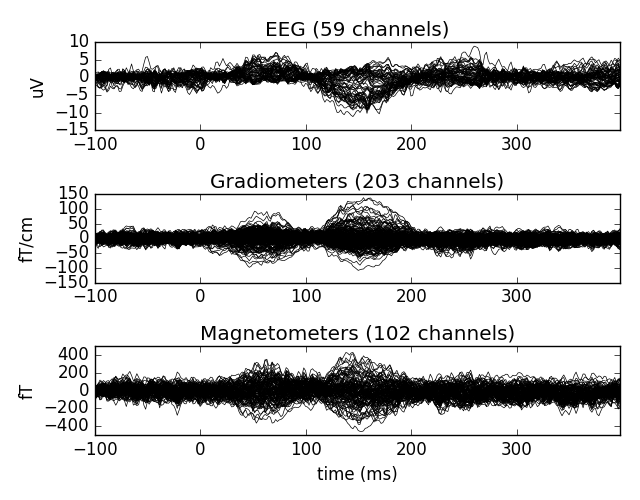 EEG (59 channels)
10
5
0
−5
−10
−15
uV
−100 0 100 200 300
Gradiometers (203 channels)
150
100
50
0
−50
−100
−150
fT/cm
−100 0 100 200 300
Magnetometers (102 channels)
400
200
0
−200
−400
fT
−100 0 100 200 300
time (ms)